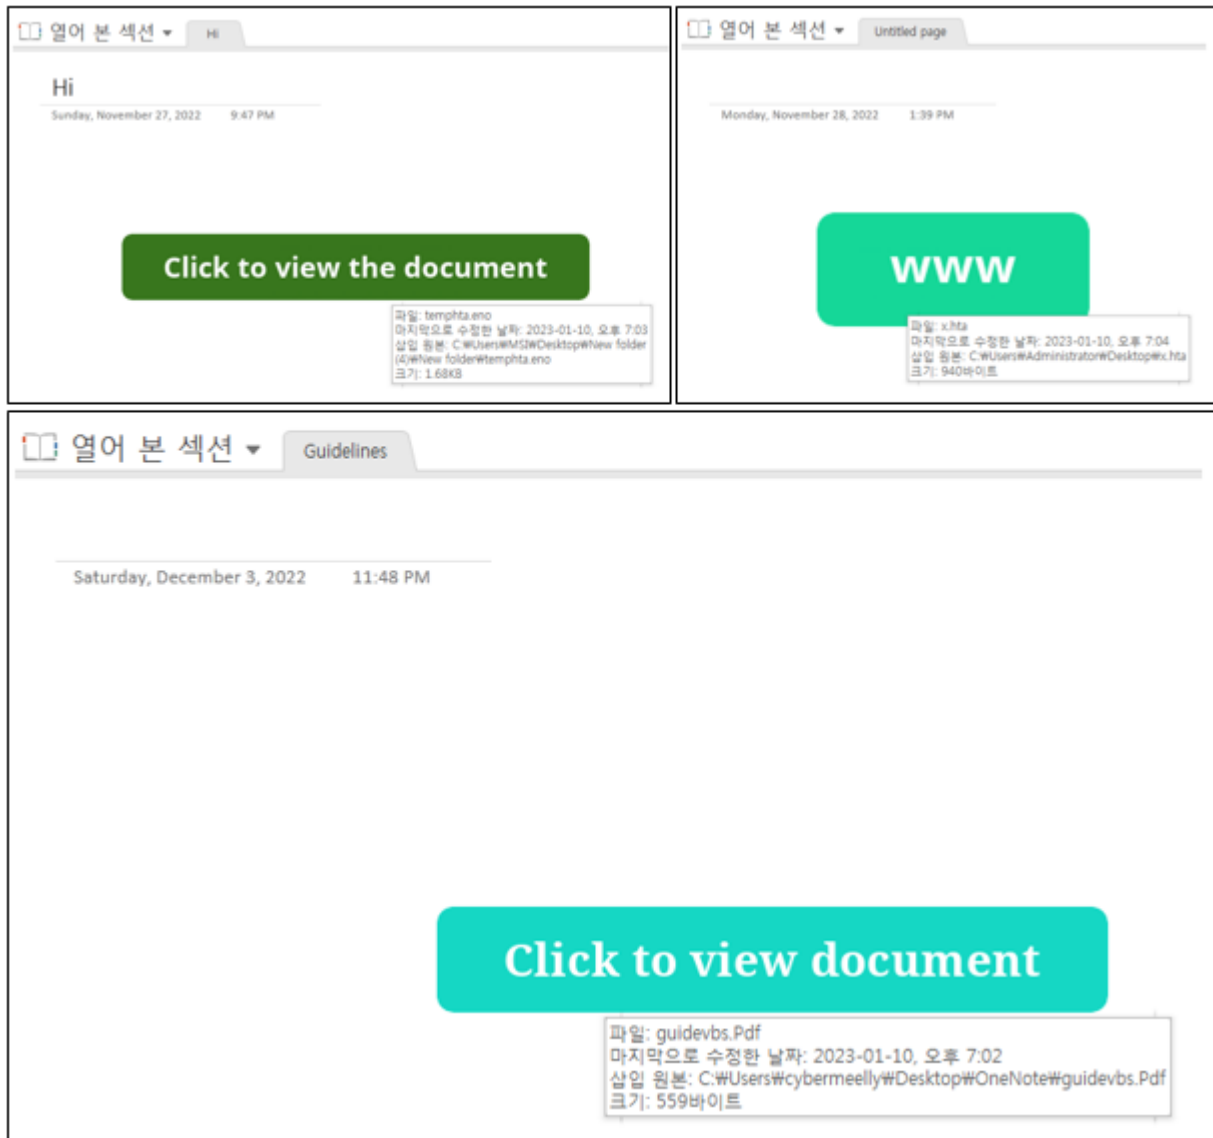 열어 본 섹션 ▾ Hi
Hi
Sunday, November 27, 2022 9:47 PM
Click to view the document
파일: temphta.eno
마지막으로 수정한 날짜: 2023-01-10, 오후 7:03
삽입 원본: C:₩Users₩MSI₩Desktop₩New folder
(4)₩New folder₩temphta.eno
크기: 1.68KB
열어 본 섹션 ▾ Untitled page
Monday, November 28, 2022 1:39 PM
www
파일: x.hta
마지막으로 수정한 날짜: 2023-01-10, 오후 7:04
삽입 원본: C:₩Users₩Administrator₩Desktop₩x.hta
크기: 940바이트
열어 본 섹션 ▾ Guidelines
Saturday, December 3, 2022 11:48 PM
Click to view document
파일: guidevbs.Pdf
마지막으로 수정한 날짜: 2023-01-10, 오후 7:02
삽입 원본: C:₩Users₩cybermeelly₩Desktop₩OneNote₩guidevbs.Pdf
크기: 559바이트